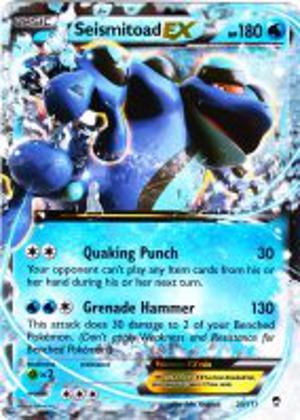 BASIC Seismitoad EX HP180
Quaking Punch 30
Your opponent can't play any Item cards from his or
her hand during his or her next turn.
Grenade Hammer 130
This attack does 30 damage to 2 of your Benched
Pokémon. (Don't apply Weakness and Resistance for
Benched Pokémon.)
×2